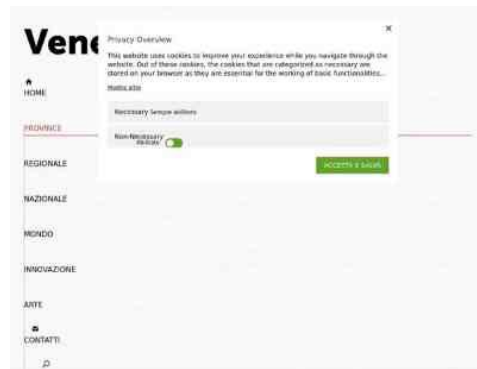 Vene
Privacy Overview
This website uses cookies to improve your experience while you navigate through the
website. Out of these cookies, the cookies that are categorized as necessary are
stored on your browser as they are essential for the working of basic functionalities...
Mostra altro
Necessary Sempre abilitato
Non-Necessary
Abilitato
ACCETTA E SALVA
HOME
PROVINCE
REGIONALE
NAZIONALE
MONDO
INNOVAZIONE
ARTE
CONTATTI